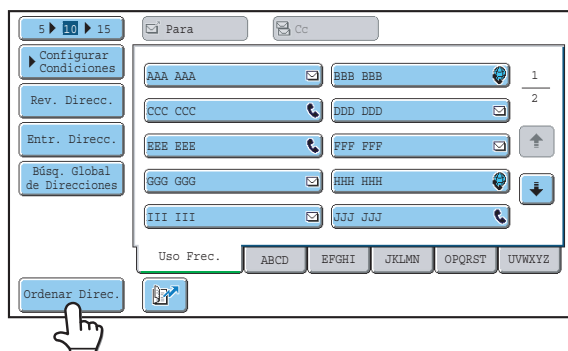 5 10 15
Para
Cc
Configurar
Condiciones
Rev. Direcc.
Entr. Direcc.
Búsq. Global
de Direcciones
AAA AAA
BBB BBB
CCC CCC
DDD DDD
EEE EEE
FFF FFF
GGG GGG
HHH HHH
III III
JJJ JJJ
1
2
Uso Frec.
ABCD
EFGHI
JKLMN
OPQRST
UVWXYZ
Ordenar Direc.